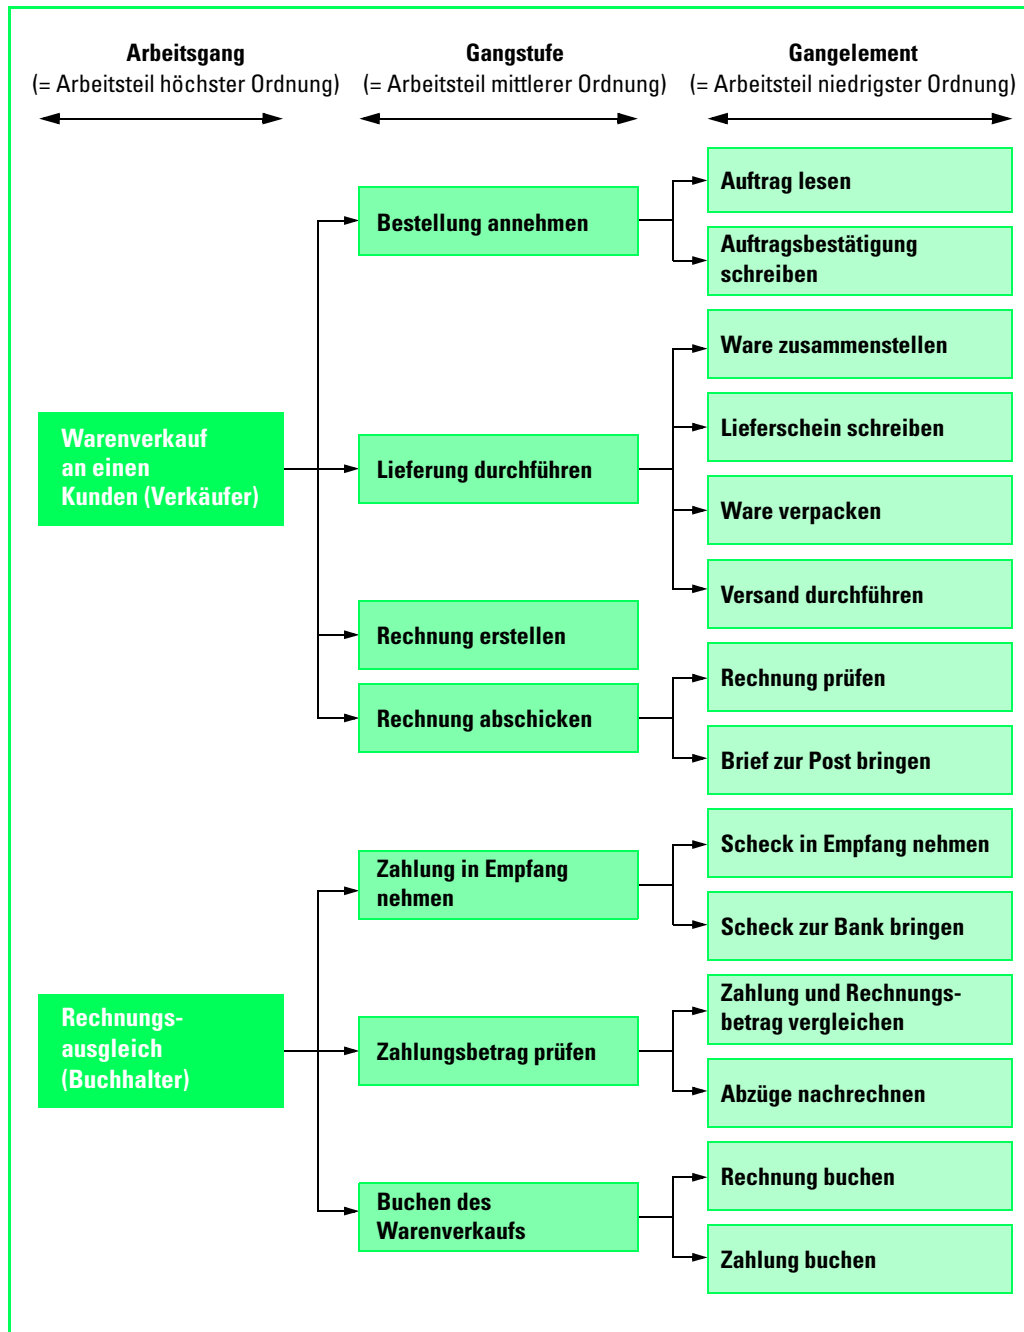 Arbeitsgang
(= Arbeitsteil höchster Ordnung)
Gangstufe
(= Arbeitsteil mittlerer Ordnung)
Gangelement
(= Arbeitsteil niedrigster Ordnung)
Warenverkauf
an einen
Kunden (Verkäufer)
Bestellung annehmen
Auftrag lesen
Auftragsbestätigung
schreiben
Lieferung durchführen
Ware zusammenstellen
Lieferschein schreiben
Ware verpacken
Versand durchführen
Rechnung erstellen
Rechnung abschicken
Rechnung prüfen
Brief zur Post bringen
Rechnungs-
ausgleich
(Buchhalter)
Zahlung in Empfang
nehmen
Scheck in Empfang nehmen
Scheck zur Bank bringen
Zahlungsbetrag prüfen
Zahlung und Rechnungs-
betrag vergleichen
Abzüge nachrechnen
Buchen des
Warenverkaufs
Rechnung buchen
Zahlung buchen